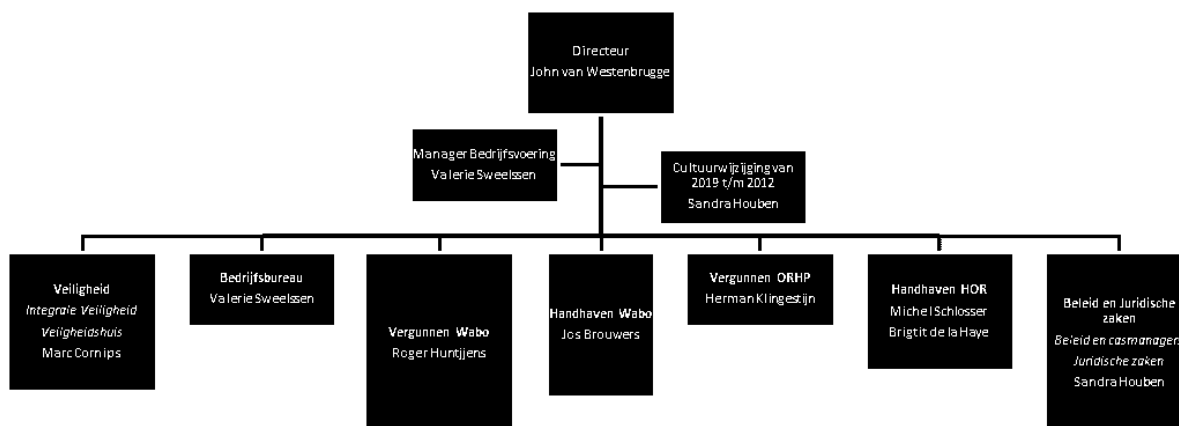 Directeur
John van Westenbrugge
Manager Bedrijfsvoering
Valerie Sweelssen
Cultuurwijziging van
2019 t/m 2012
Sandra Houben
Veiligheid
Integrale Veiligheid
Veiligheidshuis
Marc Cornips
Bedrijfsbureau
Valerie Sweelssen
Vergunnen Wabo
Roger Huntjens
Handhaven Wabo
Jos Brouwers
Vergunnen ORHP
Herman Klingestijn
Handhaven HOR
Michel Schlosser
Brigtit de la Haye
Beleid en Juridische
zaken
Beleid en casmanagers
Juridische zaken
Sandra Houben